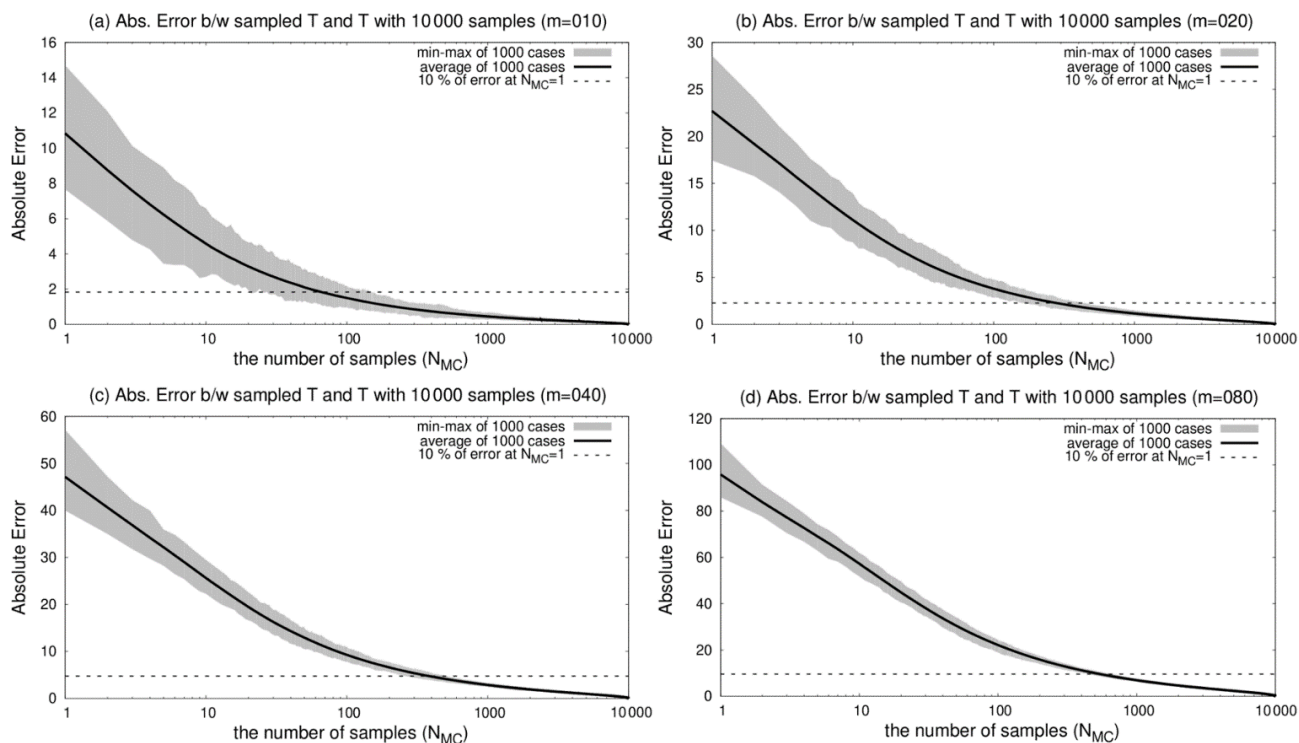 (a) Abs. Error b/w sampled T and T with 10 000 samples (m=010)
min-max of 1000 cases
average of 1000 cases
10 % of error at N_MC=1
Absolute Error
16
14
12
10
8
6
4
2
0
1 10 100 1000 10 000
the number of samples (N_MC)
(b) Abs. Error b/w sampled T and T with 10 000 samples (m=020)
min-max of 1000 cases
average of 1000 cases
10 % of error at N_MC=1
Absolute Error
30
25
20
15
10
5
0
1 10 100 1000 10 000
the number of samples (N_MC)
(c) Abs. Error b/w sampled T and T with 10 000 samples (m=040)
min-max of 1000 cases
average of 1000 cases
10 % of error at N_MC=1
Absolute Error
60
50
40
30
20
10
0
1 10 100 1000 10 000
the number of samples (N_MC)
(d) Abs. Error b/w sampled T and T with 10 000 samples (m=080)
min-max of 1000 cases
average of 1000 cases
10 % of error at N_MC=1
Absolute Error
120
100
80
60
40
20
0
1 10 100 1000 10 000
the number of samples (N_MC)